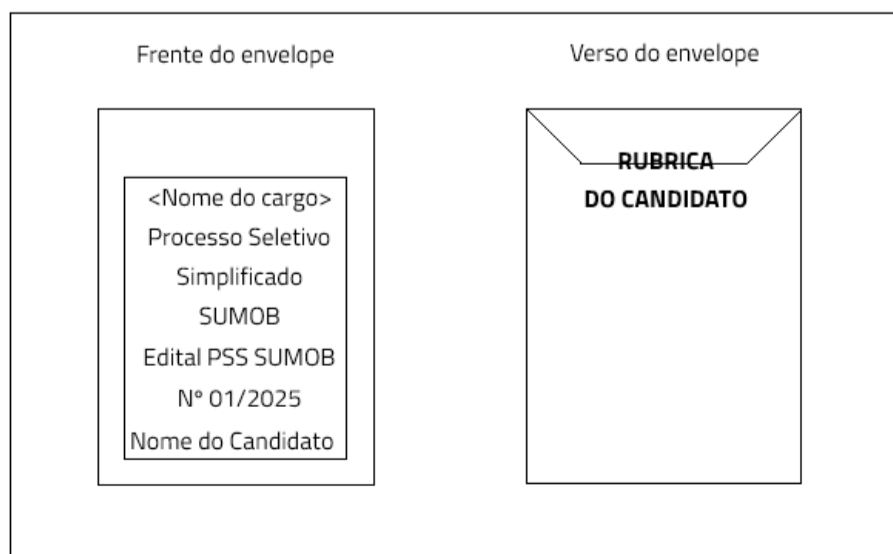 Frente do envelope
<Nome do cargo>
Processo Seletivo
Simplificado
SUMOB
Edital PSS SUMOB
Nº 01/2025
Nome do Candidato
Verso do envelope
RUBRICA
DO CANDIDATO